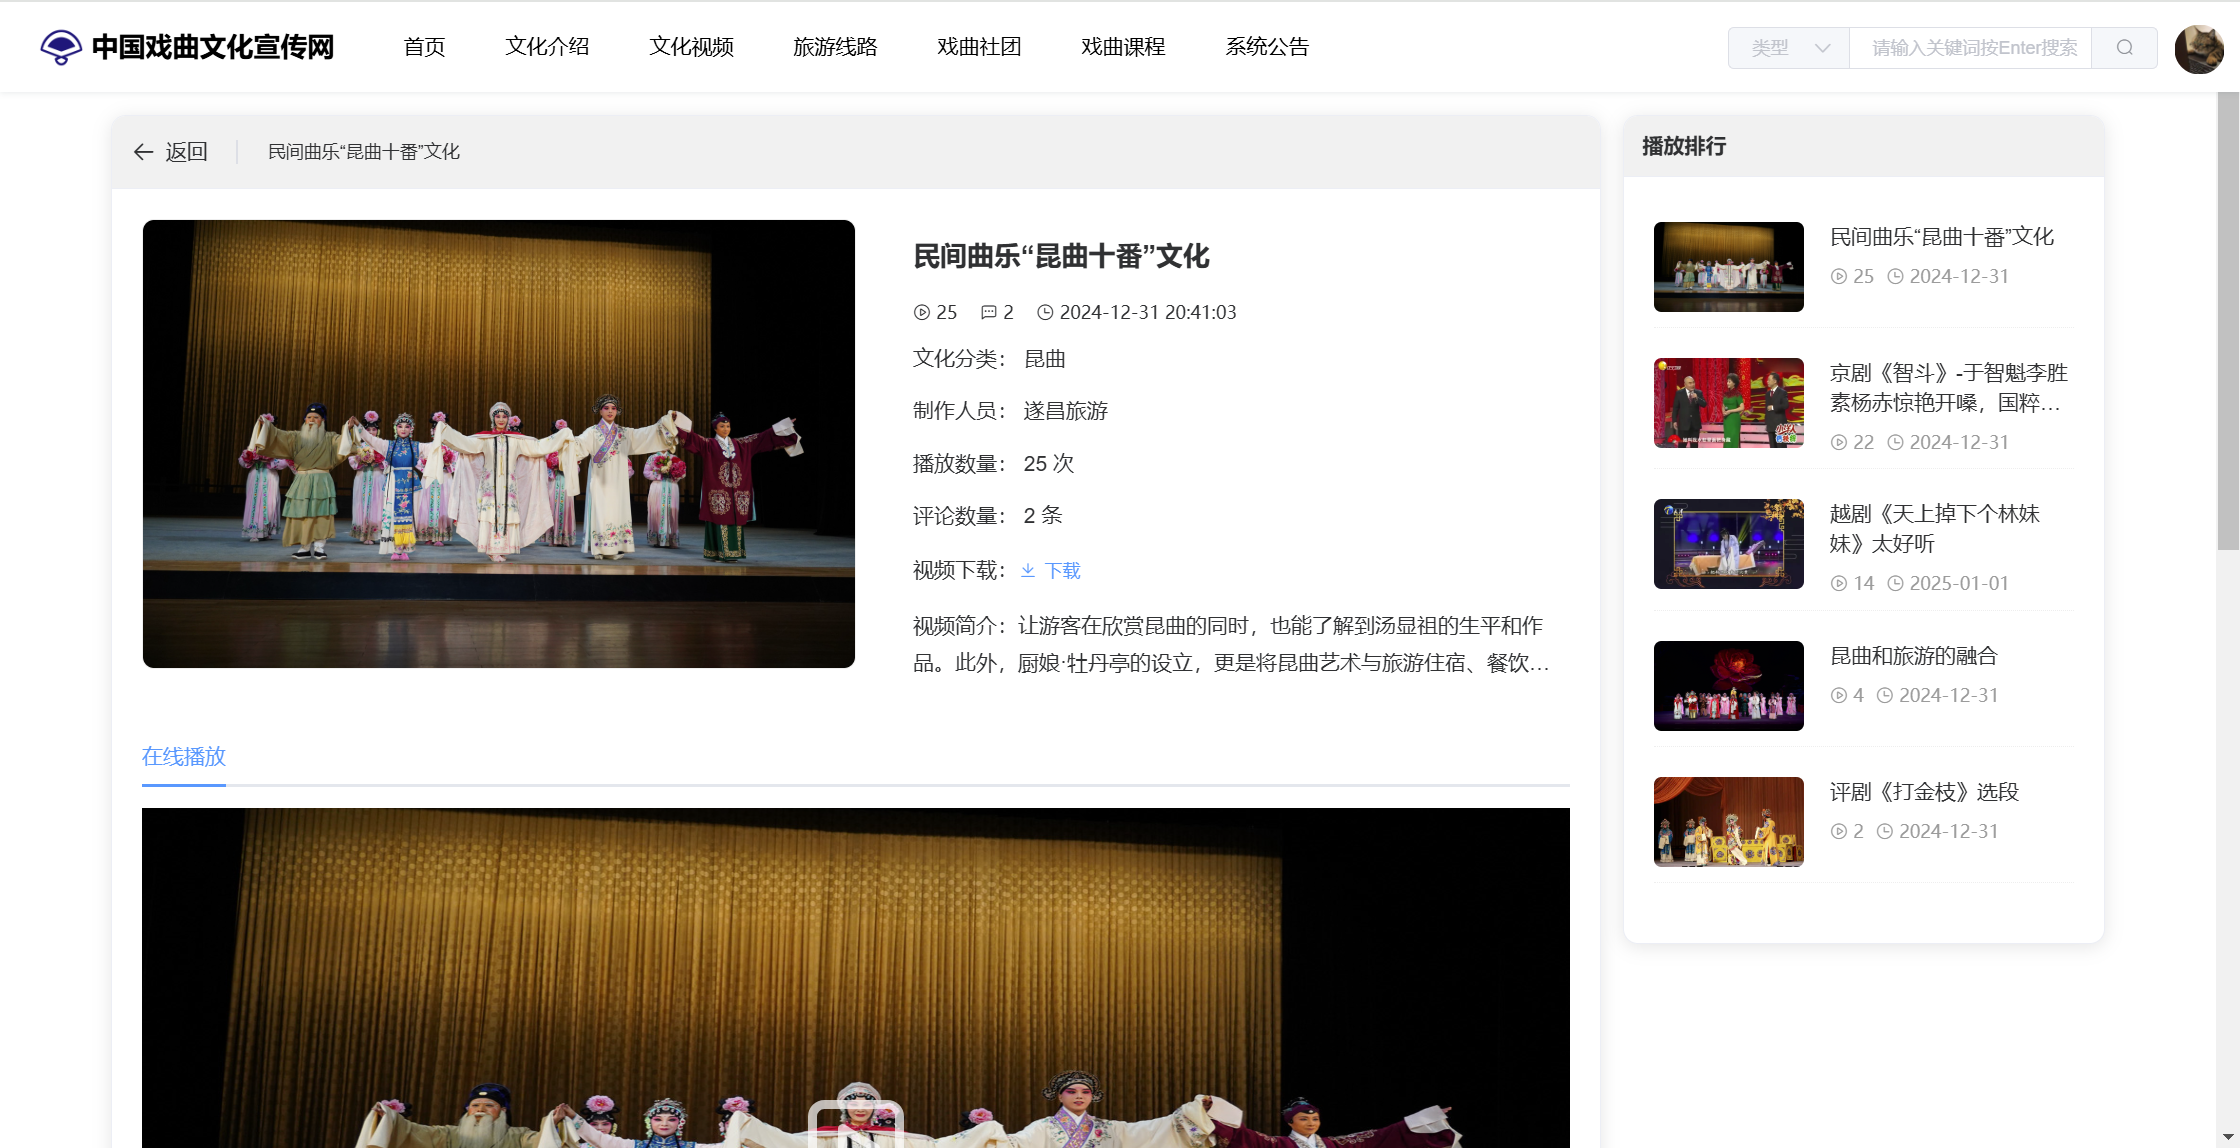 中国戏曲文化宣传网
首页
文化介绍
文化视频
旅游线路
戏曲社团
戏曲课程
系统公告
类型
请输入关键词按Enter搜索
返回
民间曲乐“昆曲十番”文化
民间曲乐“昆曲十番”文化
25 2 2024-12-31 20:41:03
文化分类： 昆曲
制作人员： 遂昌旅游
播放数量： 25 次
评论数量： 2 条
视频下载： 下载
视频简介：让游客在欣赏昆曲的同时，也能了解到汤显祖的生平和作
品。此外，厨娘·牡丹亭的设立，更是将昆曲艺术与旅游住宿、餐饮…
在线播放
播放排行
民间曲乐“昆曲十番”文化
25 2024-12-31
京剧《智斗》-于智魁李胜
素杨赤惊艳开嗓，国粹…
22 2024-12-31
越剧《天上掉下个林妹
妹》太好听
14 2025-01-01
昆曲和旅游的融合
4 2024-12-31
评剧《打金枝》选段
2 2024-12-31